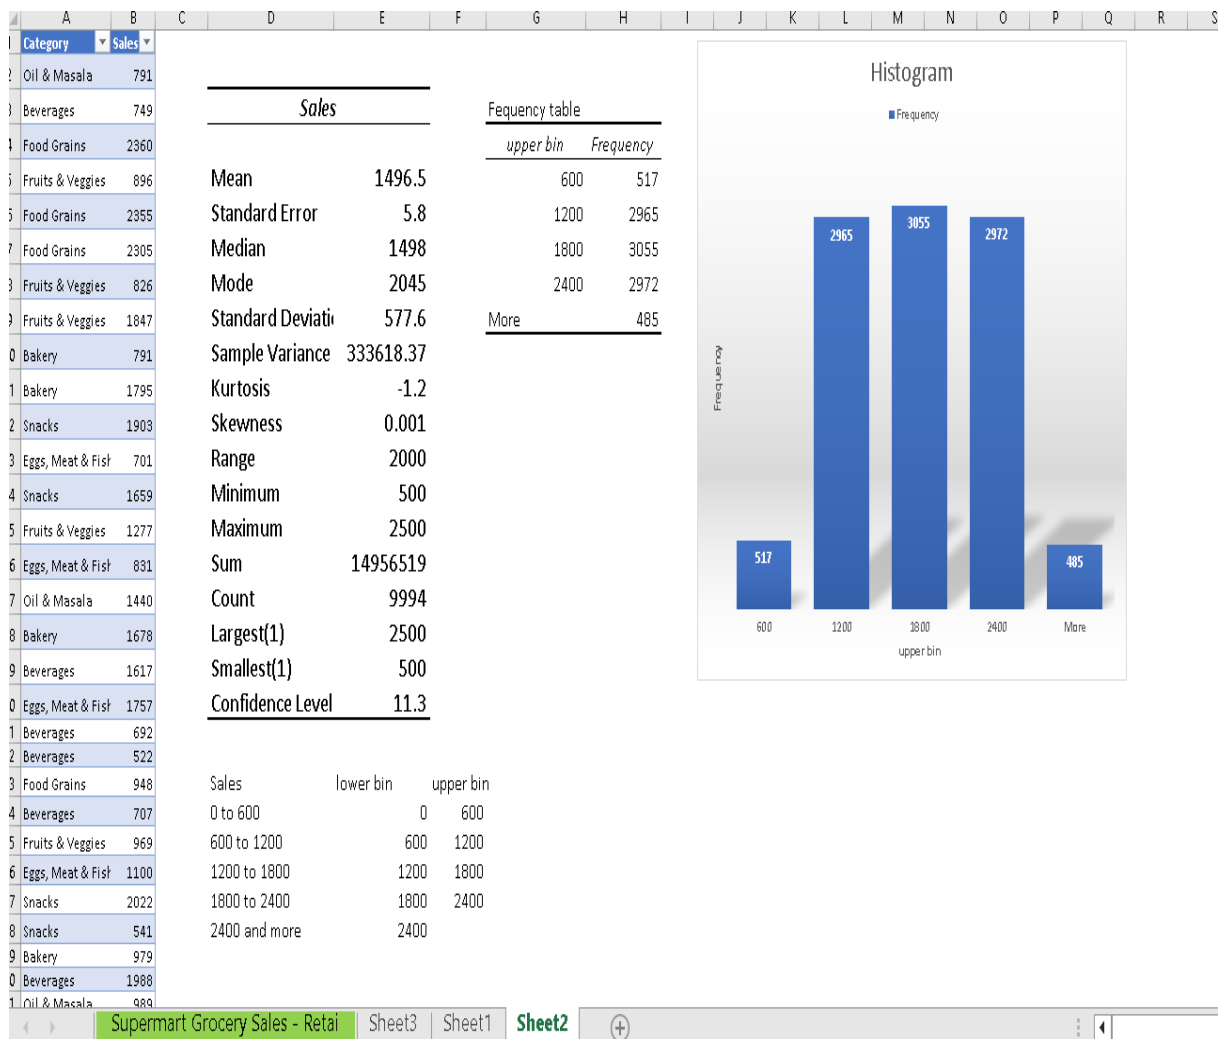 A B C D E F G H I J K L M N O P Q R S
Category Sales
Oil & Masala 791
Beverages 749
Food Grains 2360
Fruits & Veggies 896
Food Grains 2355
Food Grains 2305
Fruits & Veggies 826
Fruits & Veggies 1847
Bakery 791
Bakery 1795
Snacks 1903
Eggs, Meat & Fish 701
Snacks 1659
Fruits & Veggies 1277
Eggs, Meat & Fish 831
Oil & Masala 1440
Bakery 1678
Beverages 1617
Eggs, Meat & Fish 1757
Beverages 692
Beverages 522
Food Grains 948
Beverages 707
Fruits & Veggies 969
Eggs, Meat & Fish 1100
Snacks 2022
Snacks 541
Bakery 979
Beverages 1988
Oil & Masala 989
Sales
Mean 1496.5
Standard Error 5.8
Median 1498
Mode 2045
Standard Deviati
577.6
Sample Variance 333618.37
Kurtosis -1.2
Skewness 0.001
Range 2000
Minimum 500
Maximum 2500
Sum 14956519
Count 9994
Largest(1) 2500
Smallest(1) 500
Confidence Level 11.3
Sales lower bin upper bin
0 to 600 0 600
600 to 1200 600 1200
1200 to 1800 1200 1800
1800 to 2400 1800 2400
2400 and more 2400
Fequency table
upper bin Frequency
600 517
1200 2965
1800 3055
2400 2972
More 485
Histogram
Frequency
Frequency
517 2965 3055 2972 485
600 1200 1800 2400 More
upper bin
Supermart Grocery Sales - Retai Sheet3 Sheet1 Sheet2